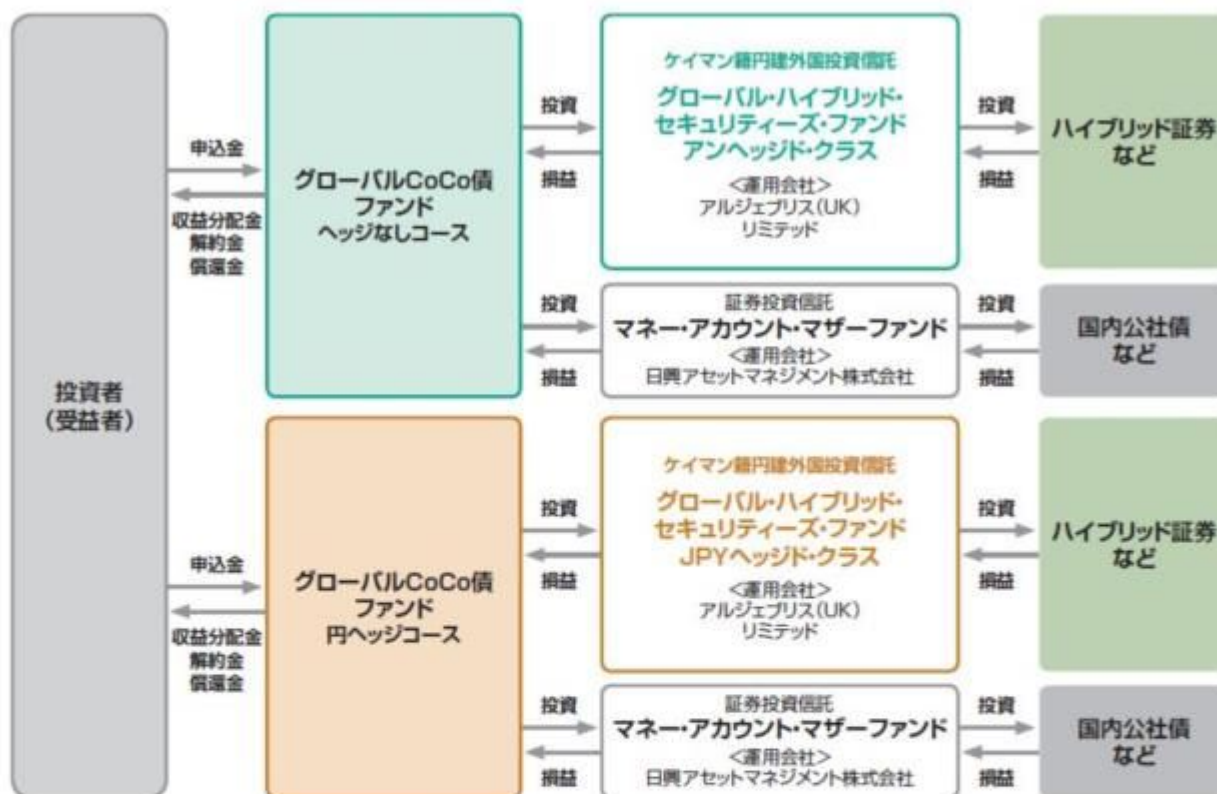 投資者
（受益者）
申込金
収益分配金
解約金
償還金
グローバルCoCo債
ファンド
ヘッジなしコース
投資
損益
ケイマン籍円建外国投資信託
グローバル・ハイブリッド・
セキュリティーズ・ファンド
アンヘッジド・クラス
＜運用会社＞
アルジェブリス(UK)
リミテッド
投資
損益
ハイブリッド証券
など
投資
損益
証券投資信託
マネー・アカウント・マザーファンド
＜運用会社＞
日興アセットマネジメント株式会社
投資
損益
国内公社債
など
申込金
収益分配金
解約金
償還金
グローバルCoCo債
ファンド
円ヘッジコース
投資
損益
ケイマン籍円建外国投資信託
グローバル・ハイブリッド・
セキュリティーズ・ファンド
JPYヘッジド・クラス
＜運用会社＞
アルジェブリス(UK)
リミテッド
投資
損益
ハイブリッド証券
など
投資
損益
証券投資信託
マネー・アカウント・マザーファンド
＜運用会社＞
日興アセットマネジメント株式会社
投資
損益
国内公社債
など